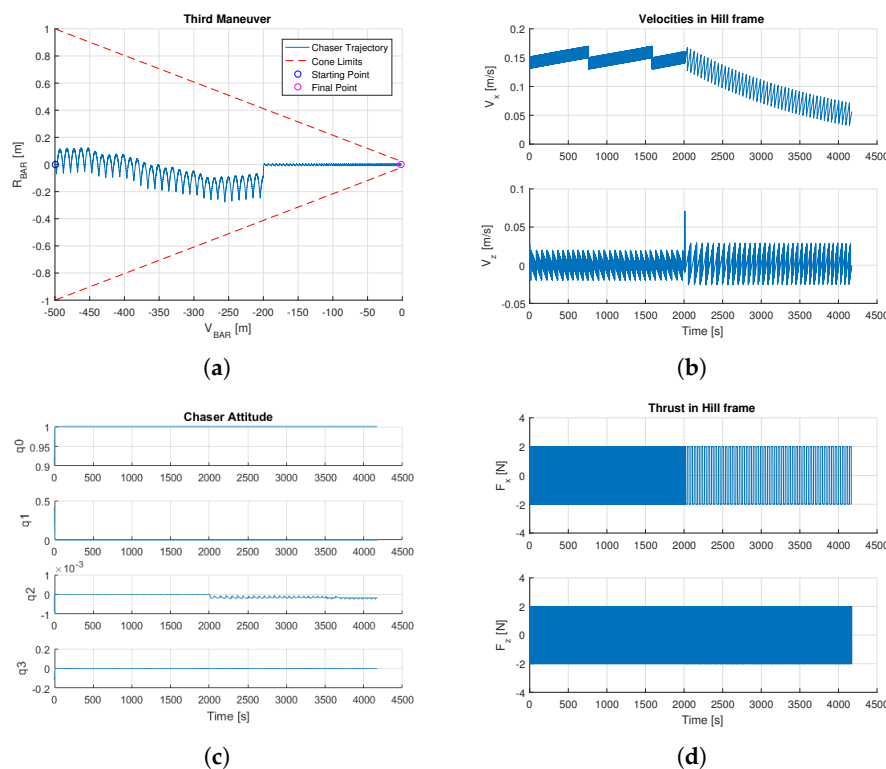 Third Maneuver
1
0.8
0.6
0.4
0.2
0
-0.2
-0.4
-0.6
-0.8
-1
R_BAR [m]
-500 -450 -400 -350 -300 -250 -200 -150 -100 -50 0
V_BAR [m]
Chaser Trajectory
Cone Limits
Starting Point
Final Point
(a)
Velocities in Hill frame
0.2
0.15
0.1
0.05
0
V_x [m/s]
0 500 1000 1500 2000 2500 3000 3500 4000 4500
0.1
0.05
0
-0.05
V_z [m/s]
0 500 1000 1500 2000 2500 3000 3500 4000 4500
Time [s]
(b)
Chaser Attitude
1
0.95
0.9
q0
0 500 1000 1500 2000 2500 3000 3500 4000 4500
0.5
0
q1
0 500 1000 1500 2000 2500 3000 3500 4000 4500
× 10⁻³
1
0
-1
q2
0 500 1000 1500 2000 2500 3000 3500 4000 4500
0.2
0
-0.2
q3
0 500 1000 1500 2000 2500 3000 3500 4000 4500
Time [s]
(c)
Thrust in Hill frame
4
2
0
-2
-4
F_x [N]
0 500 1000 1500 2000 2500 3000 3500 4000 4500
4
2
0
-2
-4
F_z [N]
0 500 1000 1500 2000 2500 3000 3500 4000 4500
Time [s]
(d)